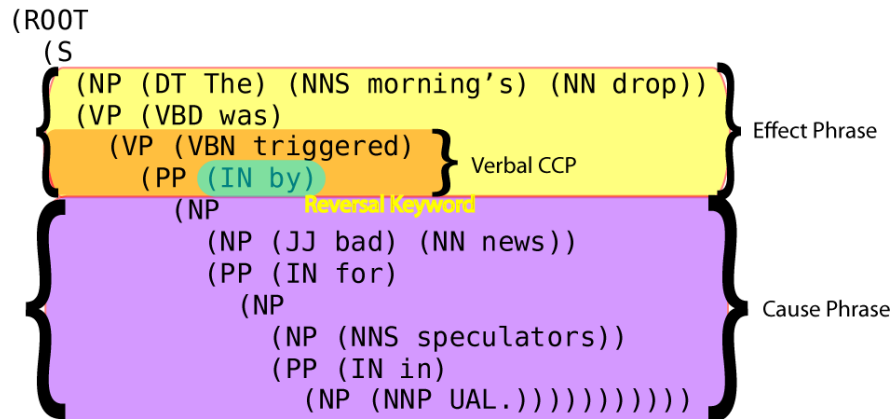 (ROOT
(S
(NP (DT The) (NNS morning’s) (NN drop))
(VP (VBD was)
Effect Phrase
(VP (VBN triggered)
Verbal CCP
(PP (IN by)
Reversal Keyword
(NP
(NP (JJ bad) (NN news))
(PP (IN for)
(NP
Cause Phrase
(NP (NNS speculators))
(PP (IN in)
(NP (NNP UAL.)))))))))))